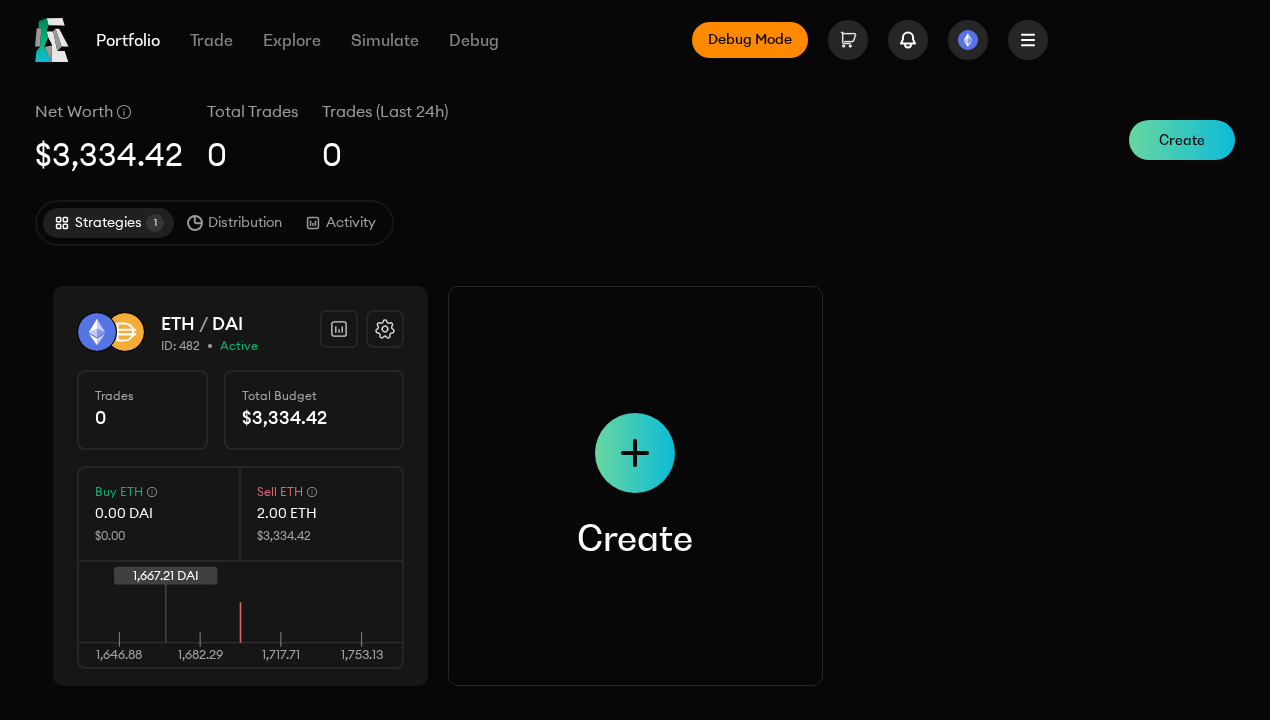 Portfolio Trade Explore Simulate Debug Debug Mode
Net Worth Total Trades Trades (Last 24h)
$3,334.42 0 0
Create
Strategies 1 Distribution Activity
ETH / DAI
ID: 482 • Active
Trades Total Budget
0 $3,334.42
Buy ETH Sell ETH
0.00 DAI 2.00 ETH
$0.00 $3,334.42
1,667.21 DAI
1,646.88 1,682.29 1,717.71 1,753.13
Create